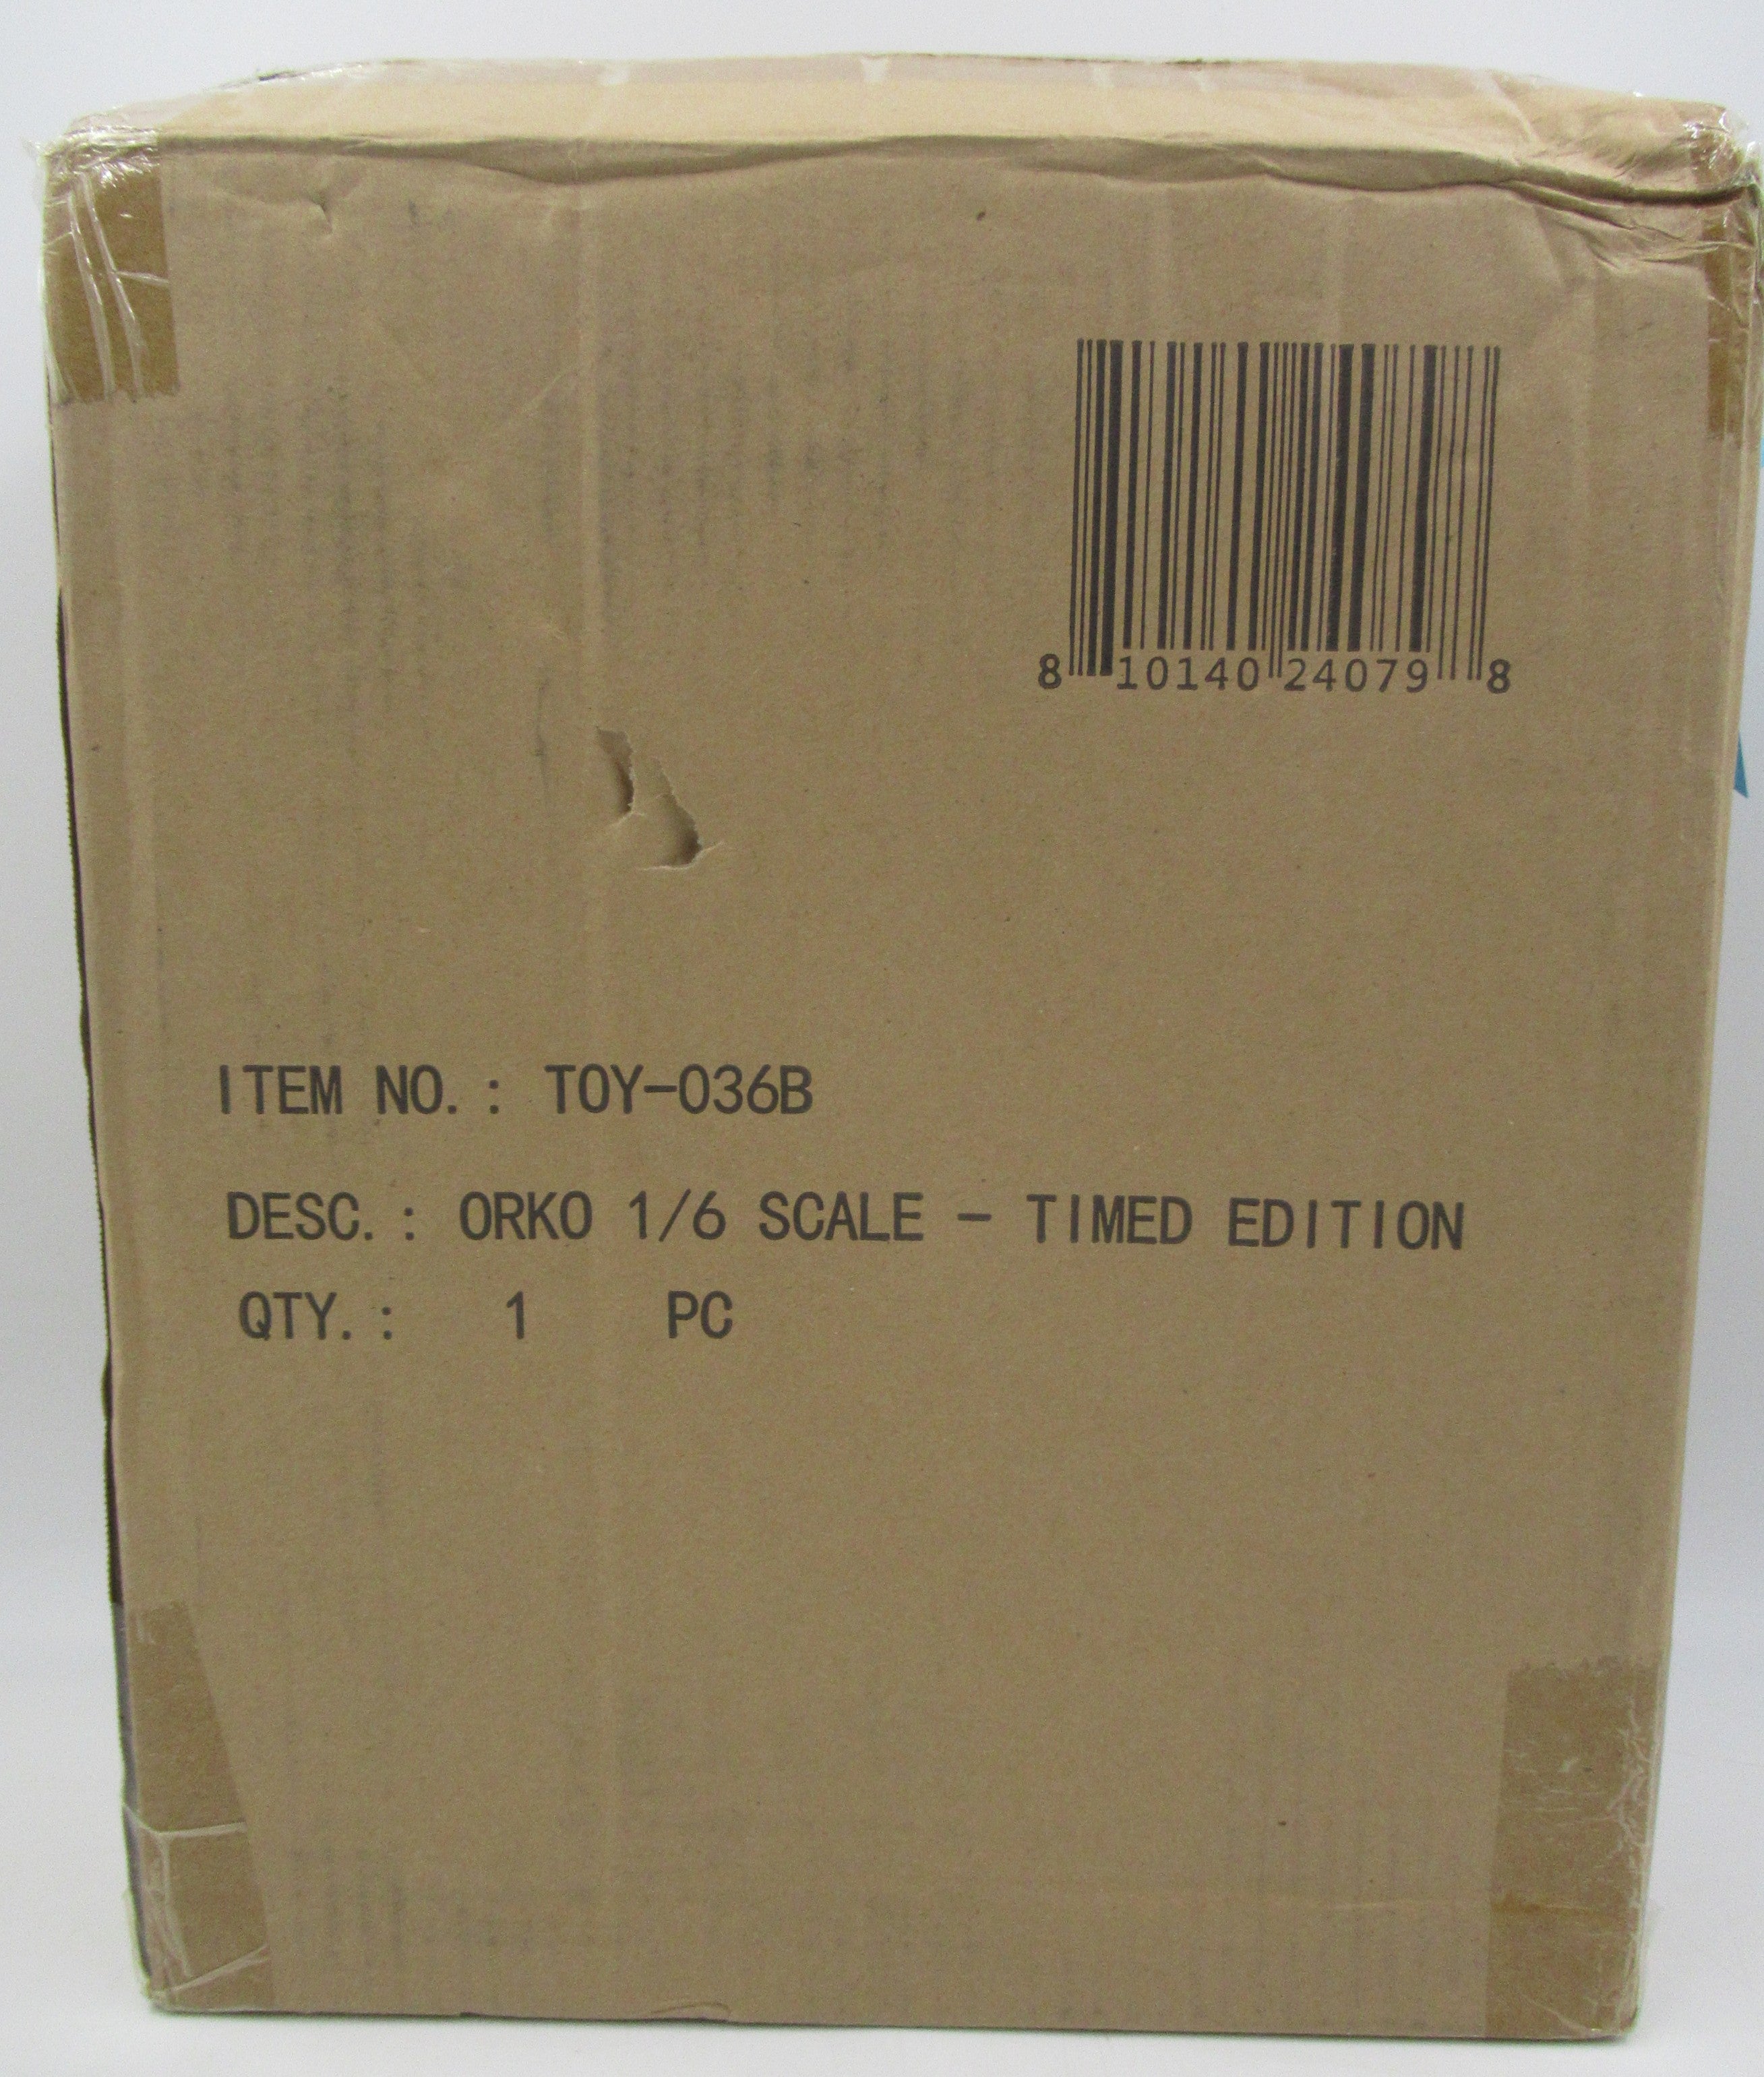 8 10140 24079 8
ITEM NO.: TOY-036B
DESC.: ORKO 1/6 SCALE - TIMED EDITION
QTY.: 1 PC